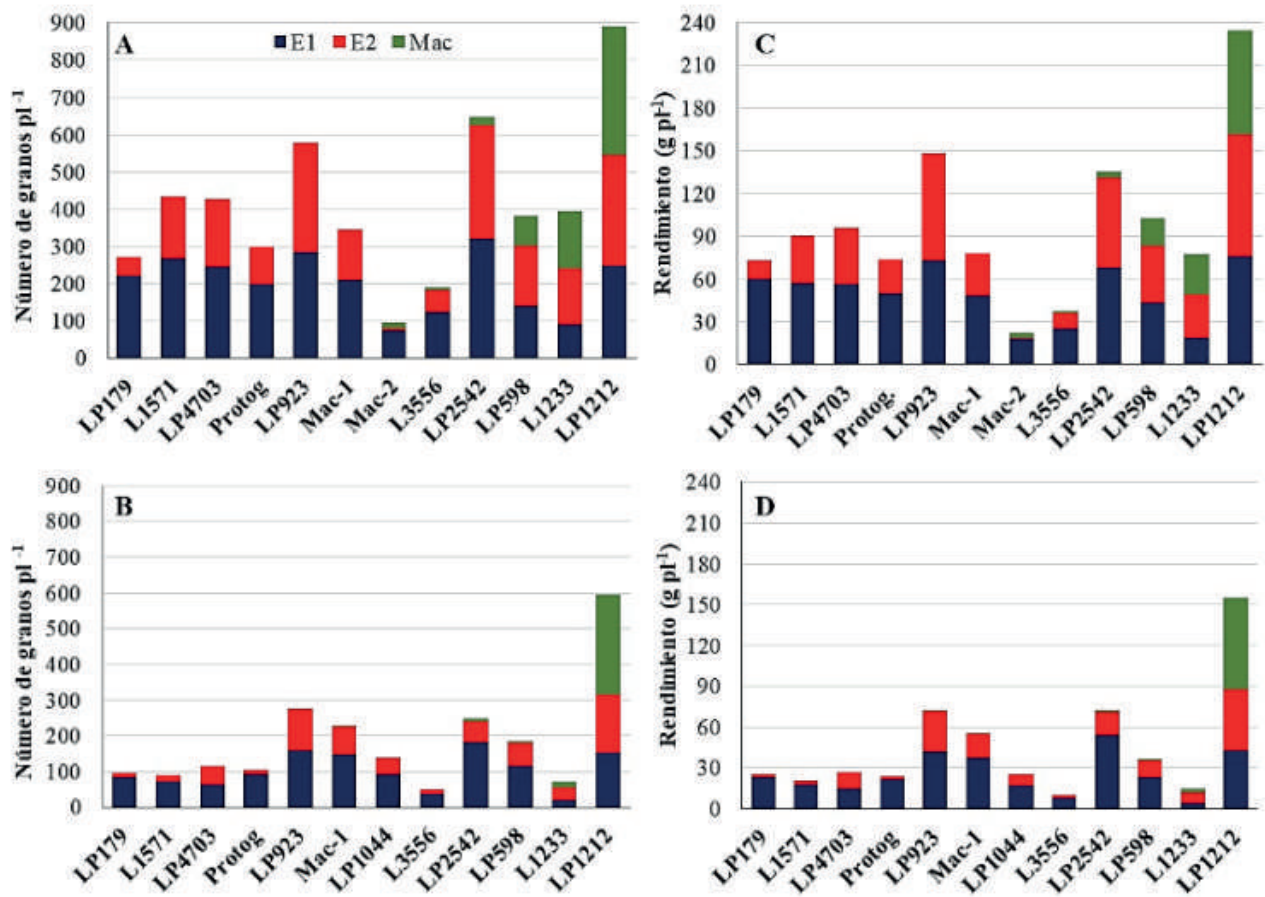 A
E1 E2 Mac
Número de granos pl -1
900
800
700
600
500
400
300
200
100
0
LP179 L1571 LP4703 Protog LP923 Mac-1 Mac-2 L3556 LP2542 LP598 L1233 LP1212
C
Rendimiento (g pl-1)
240
210
180
150
120
90
60
30
0
LP179 L1571 LP4703 Protog. LP923 Mac-1 Mac-2 L3556 LP2542 LP598 L1233 LP1212
B
Número de granos pl -1
900
800
700
600
500
400
300
200
100
0
LP179 L1571 LP4703 Protog LP923 Mac-1 LP1044 L3556 LP2542 LP598 L1233 LP1212
D
Rendimiento (g pl-1)
240
210
180
150
120
90
60
30
0
LP179 L1571 LP4703 Protog LP923 Mac-1 LP1044 L3556 LP2542 LP598 L1233 LP1212